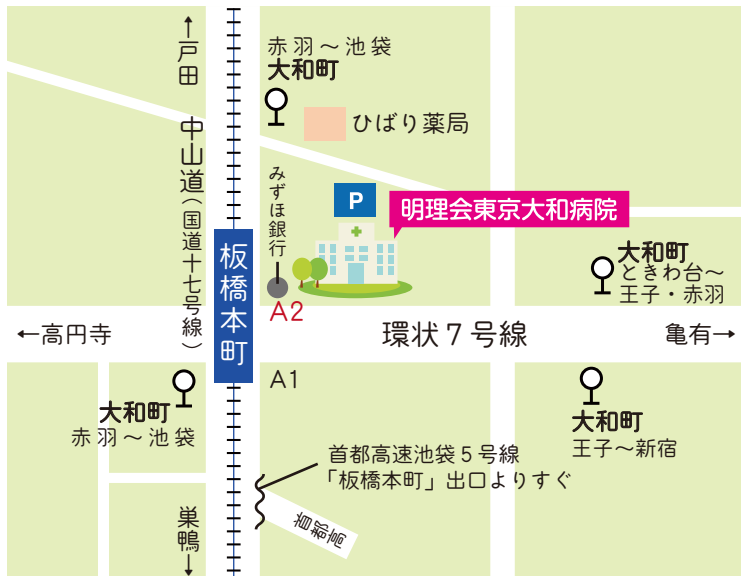 ↑戸田
中山道(国道十七号線)
赤羽〜池袋
大和町
ひばり薬局
みずほ銀行
P
明理会東京大和病院
大和町
ときわ台〜
王子・赤羽
板橋本町
A2
←高円寺
環状7号線
亀有→
A1
大和町
赤羽〜池袋
大和町
王子〜新宿
首都高速池袋5号線
「板橋本町」出口よりすぐ
首都高
巣鴨↓